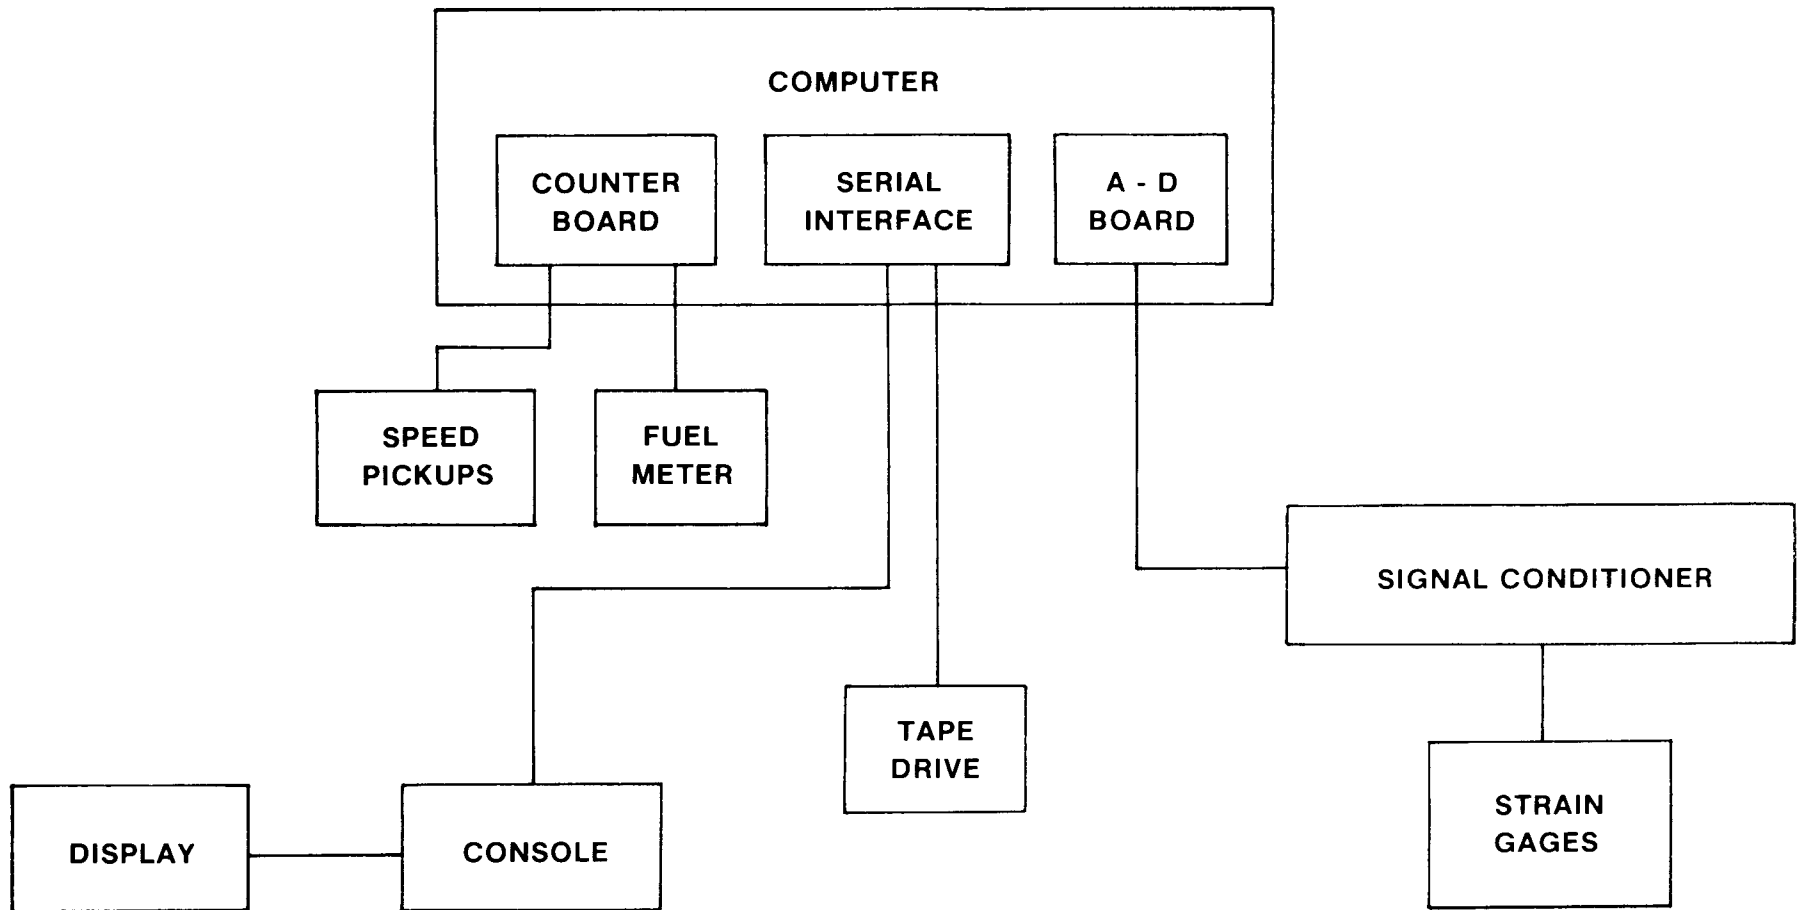 COMPUTER
COUNTER
BOARD
SERIAL
INTERFACE
A - D
BOARD
SPEED
PICKUPS
FUEL
METER
SIGNAL CONDITIONER
TAPE
DRIVE
STRAIN
GAGES
DISPLAY
CONSOLE